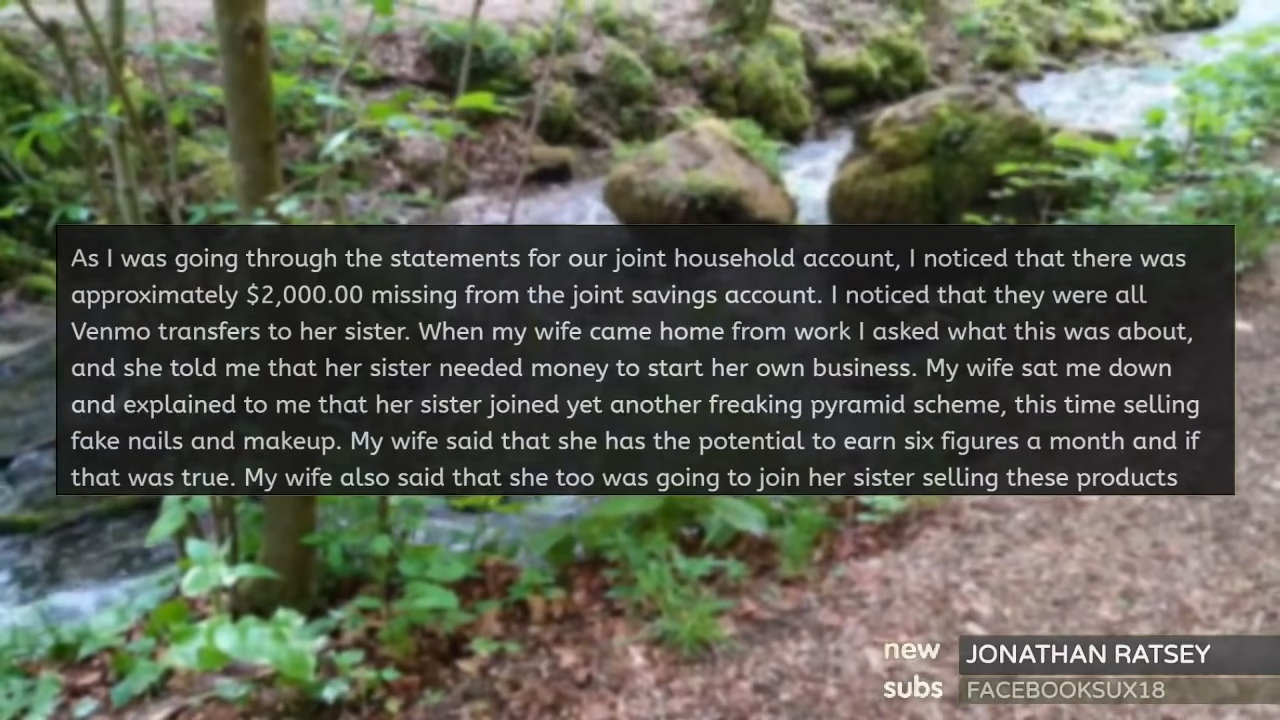 As I was going through the statements for our joint household account, I noticed that there was
approximately $2,000.00 missing from the joint savings account. I noticed that they were all
Venmo transfers to her sister. When my wife came home from work I asked what this was about,
and she told me that her sister needed money to start her own business. My wife sat me down
and explained to me that her sister joined yet another freaking pyramid scheme, this time selling
fake nails and makeup. My wife said that she has the potential to earn six figures a month and if
that was true. My wife also said that she too was going to join her sister selling these products
new JONATHAN RATSEY
subs FACEBOOKSUX18